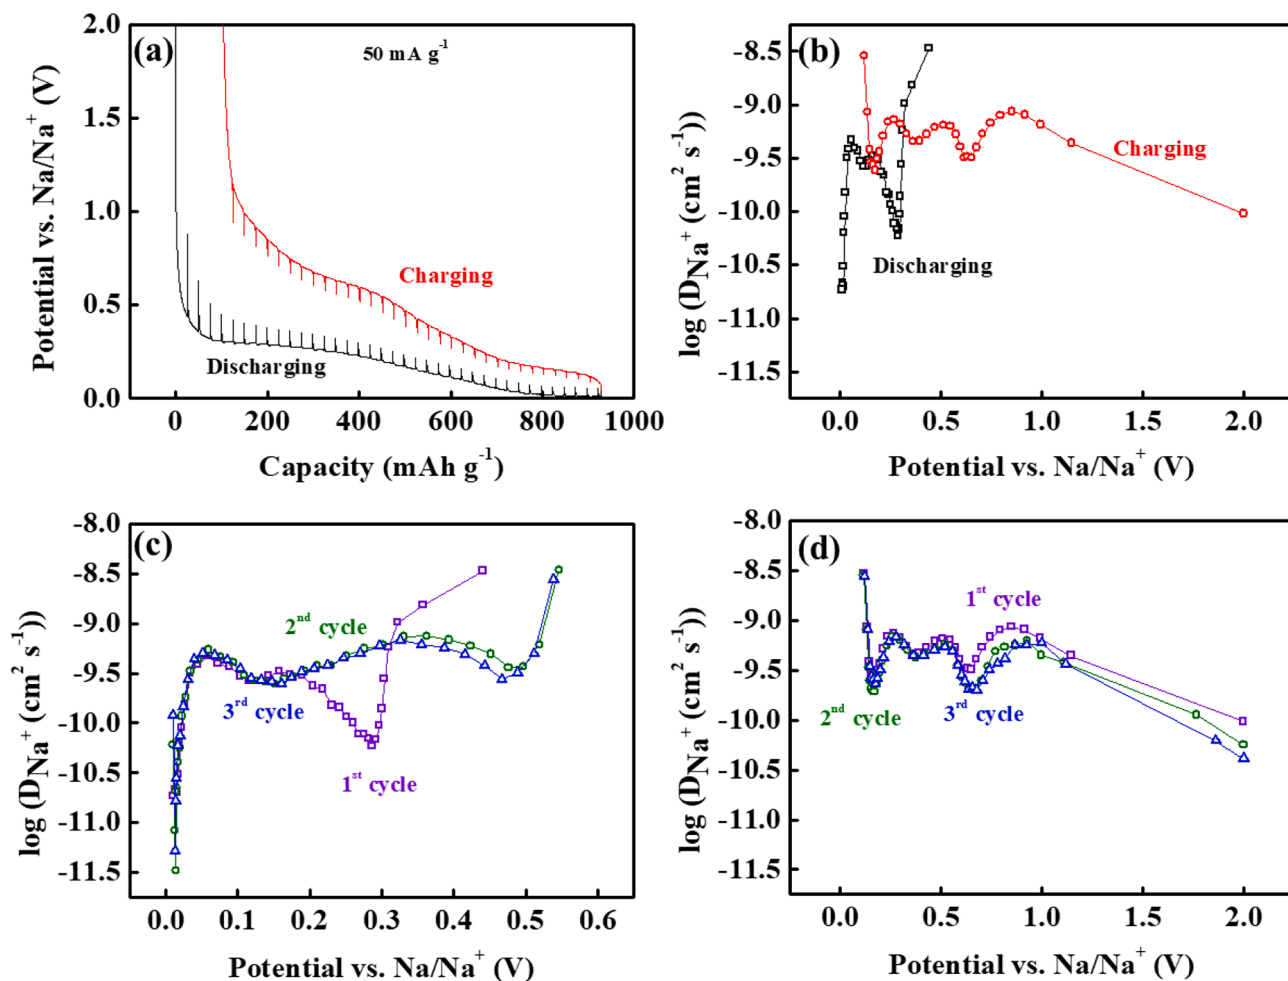 (a)
50 mA g⁻¹
Potential vs. Na/Na⁺ (V)
2.0
1.5
1.0
0.5
0.0
Charging
Discharging
0
200
400
600
800
1000
Capacity (mAh g⁻¹)
(b)
log (D_Na⁺ (cm² s⁻¹))
-8.5
-9.0
-9.5
-10.0
-10.5
-11.0
-11.5
Charging
Discharging
0.0
0.5
1.0
1.5
2.0
Potential vs. Na/Na⁺ (V)
(c)
log (D_Na⁺ (cm² s⁻¹))
-8.0
-8.5
-9.0
-9.5
-10.0
-10.5
-11.0
-11.5
2ⁿᵈ cycle
3ʳᵈ cycle
1ˢᵗ cycle
0.0
0.1
0.2
0.3
0.4
0.5
0.6
Potential vs. Na/Na⁺ (V)
(d)
log (D_Na⁺ (cm² s⁻¹))
-8.0
-8.5
-9.0
-9.5
-10.0
-10.5
-11.0
-11.5
1ˢᵗ cycle
2ⁿᵈ cycle
3ʳᵈ cycle
0.0
0.5
1.0
1.5
2.0
Potential vs. Na/Na⁺ (V)